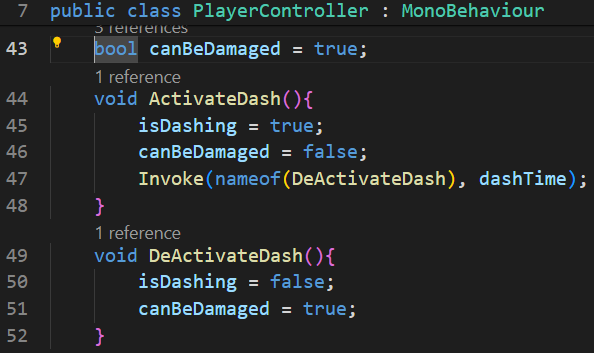 7 public class PlayerController : MonoBehaviour
3 references
43 bool canBeDamaged = true;
1 reference
44 void ActivateDash(){
45 isDashing = true;
46 canBeDamaged = false;
47 Invoke(nameof(DeActivateDash), dashTime);
48 }
1 reference
49 void DeActivateDash(){
50 isDashing = false;
51 canBeDamaged = true;
52 }